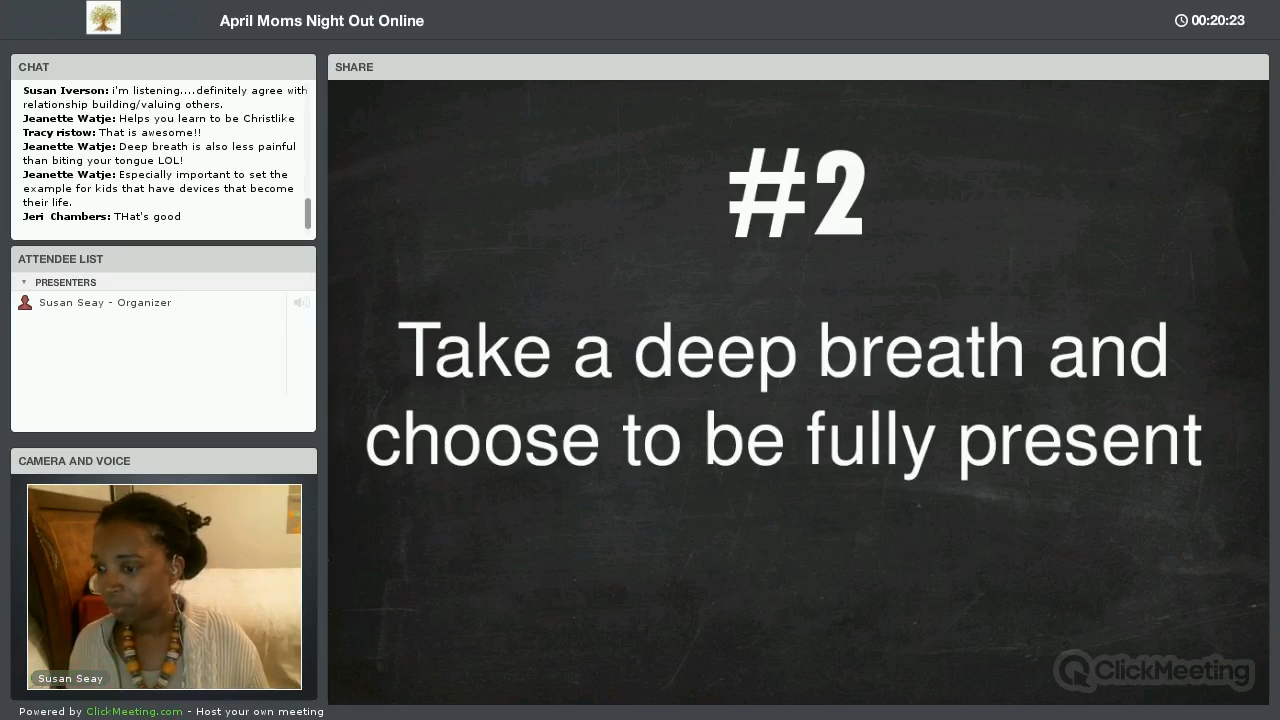 April Moms Night Out Online
00:20:23
CHAT
Susan Iverson: i'm listening....definitely agree with
relationship building/valuing others.
Jeanette Watje: Helps you learn to be Christlike
Tracy ristow: That is awesome!!
Jeanette Watje: Deep breath is also less painful
than biting your tongue LOL!
Jeanette Watje: Especially important to set the
example for kids that have devices that become
their life.
Jeri Chambers: THat's good
ATTENDEE LIST
PRESENTERS
Susan Seay - Organizer
CAMERA AND VOICE
Susan Seay
Powered by ClickMeeting.com - Host your own meeting
SHARE
#2
Take a deep breath and
choose to be fully present
ClickMeeting